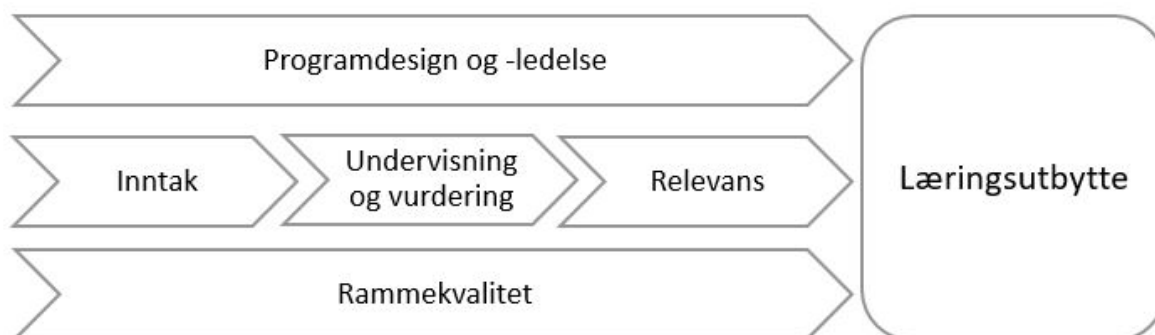 Programdesign og -ledelse
Inntak
Undervisning
og vurdering
Relevans
Rammekvalitet
Læringsutbytte